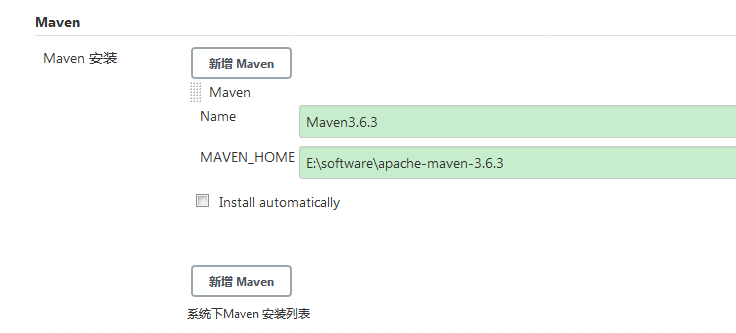 Maven
Maven 安装
新增 Maven
Maven
Name
Maven3.6.3
MAVEN_HOME
E:\software\apache-maven-3.6.3
Install automatically
新增 Maven
系统下Maven 安装列表